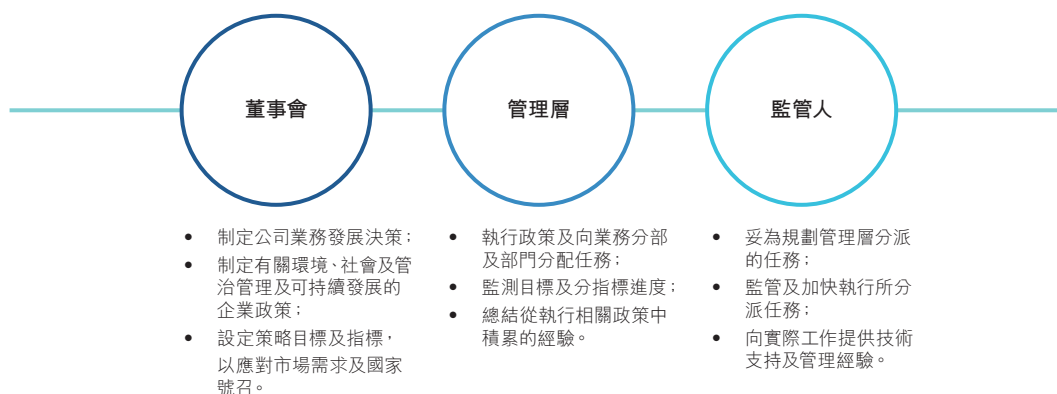 董事會
管理層
監管人
• 制定公司業務發展決策；
• 制定有關環境、社會及管
治管理及可持續發展的
企業政策；
• 設定策略目標及指標，
以應對市場需求及國家
號召。
• 執行政策及向業務分部
及部門分配任務；
• 監測目標及分指標進度；
• 總結從執行相關政策中
積累的經驗。
• 妥為規劃管理層分派
的任務；
• 監管及加快執行所分
派任務；
• 向實際工作提供技術
支持及管理經驗。